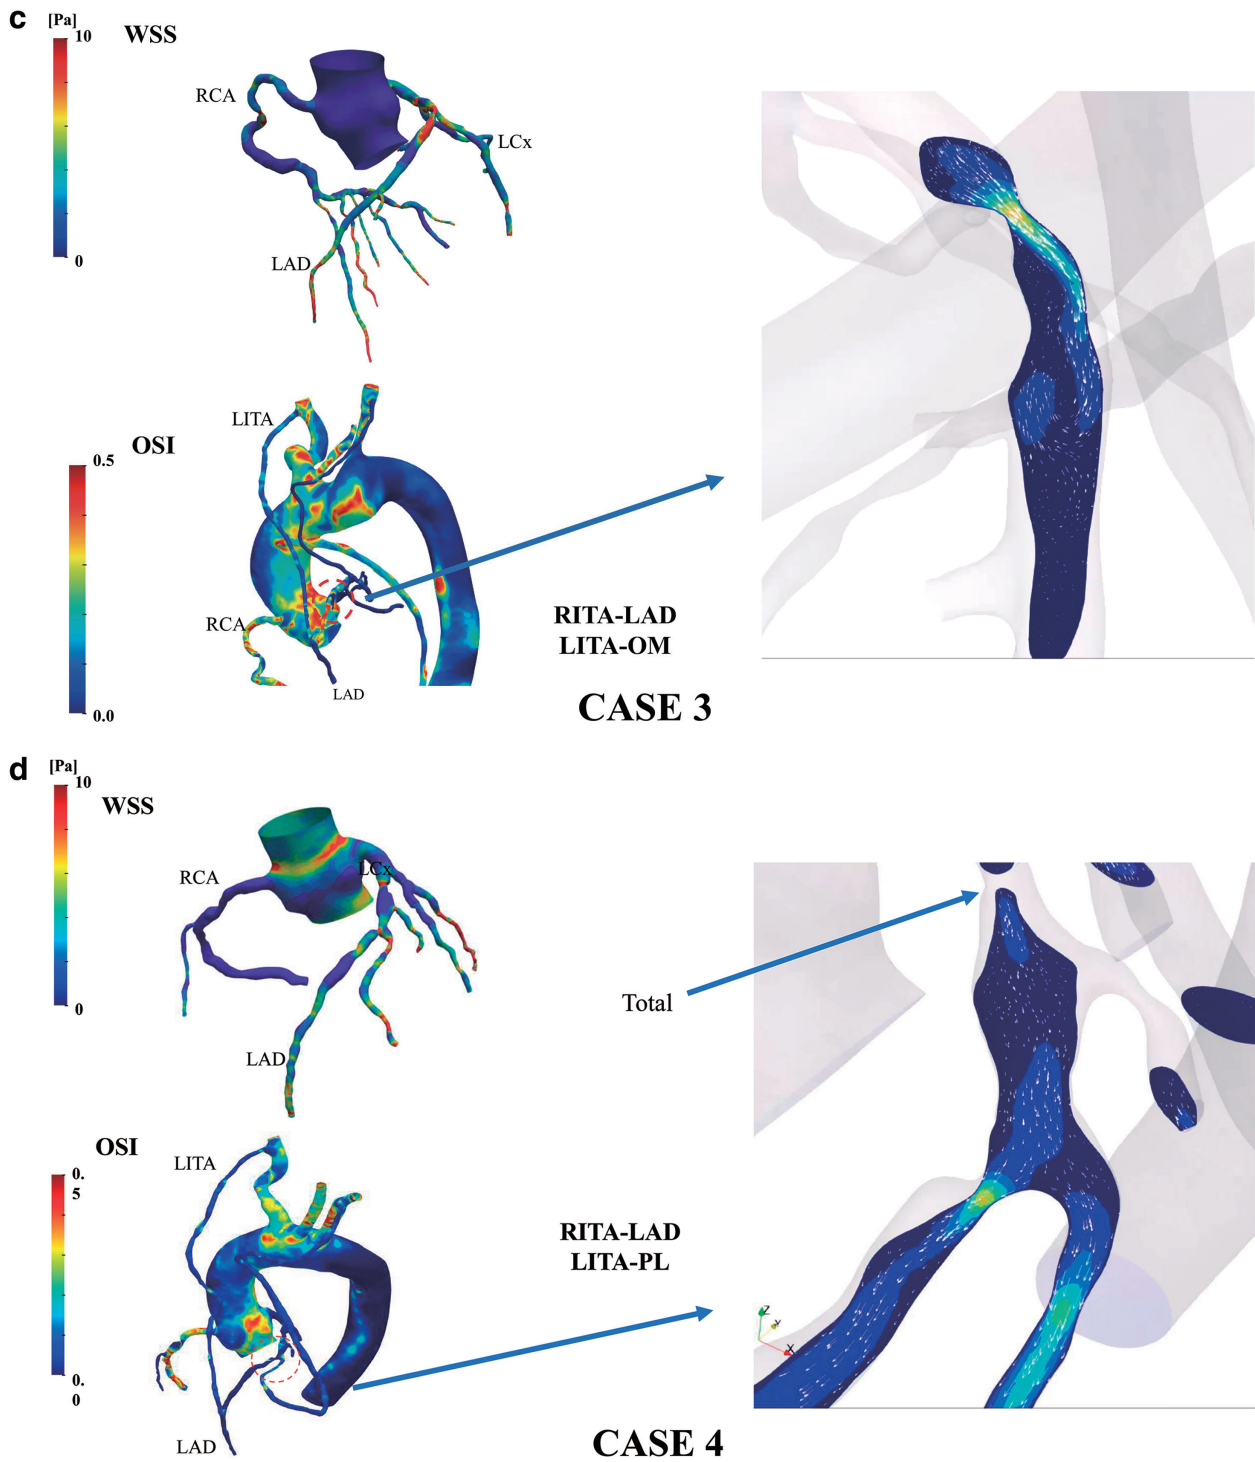 c
[Pa]
10
WSS
RCA
LCx
0
LAD
LITA
OSI
0.5
RCA
RITA-LAD
LITA-OM
LAD
0.0
CASE 3
d
[Pa]
10
WSS
LCx
RCA
0
Total
LAD
OSI
LITA
0.
5
RITA-LAD
LITA-PL
Z
Y
X
0.
0
LAD
CASE 4